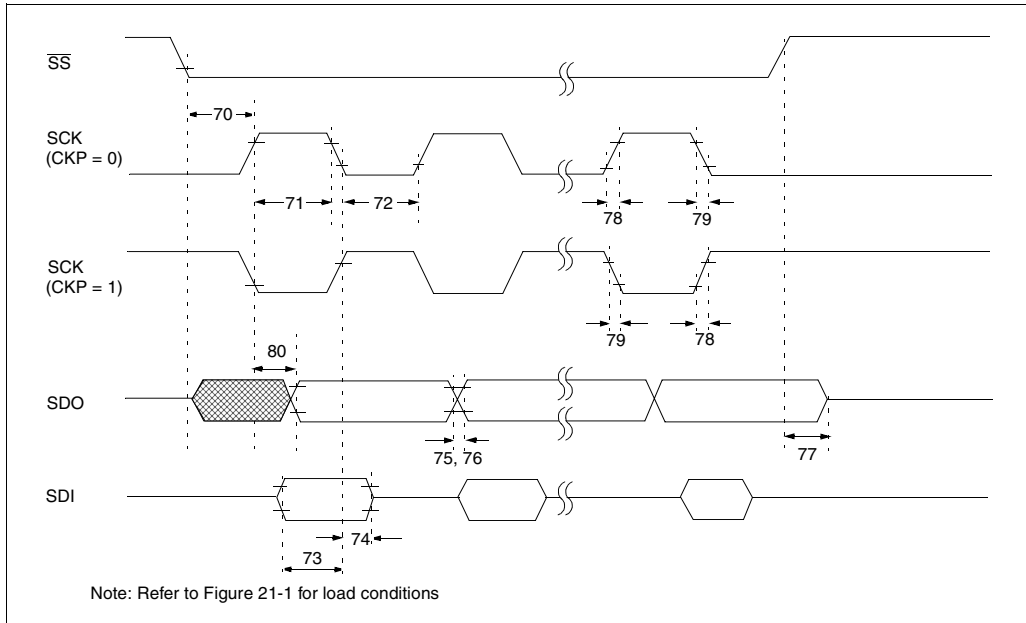 SS
70
SCK
(CKP = 0)
71
72
78
79
SCK
(CKP = 1)
79
78
80
SDO
75, 76
77
SDI
74
73
Note: Refer to Figure 21-1 for load conditions